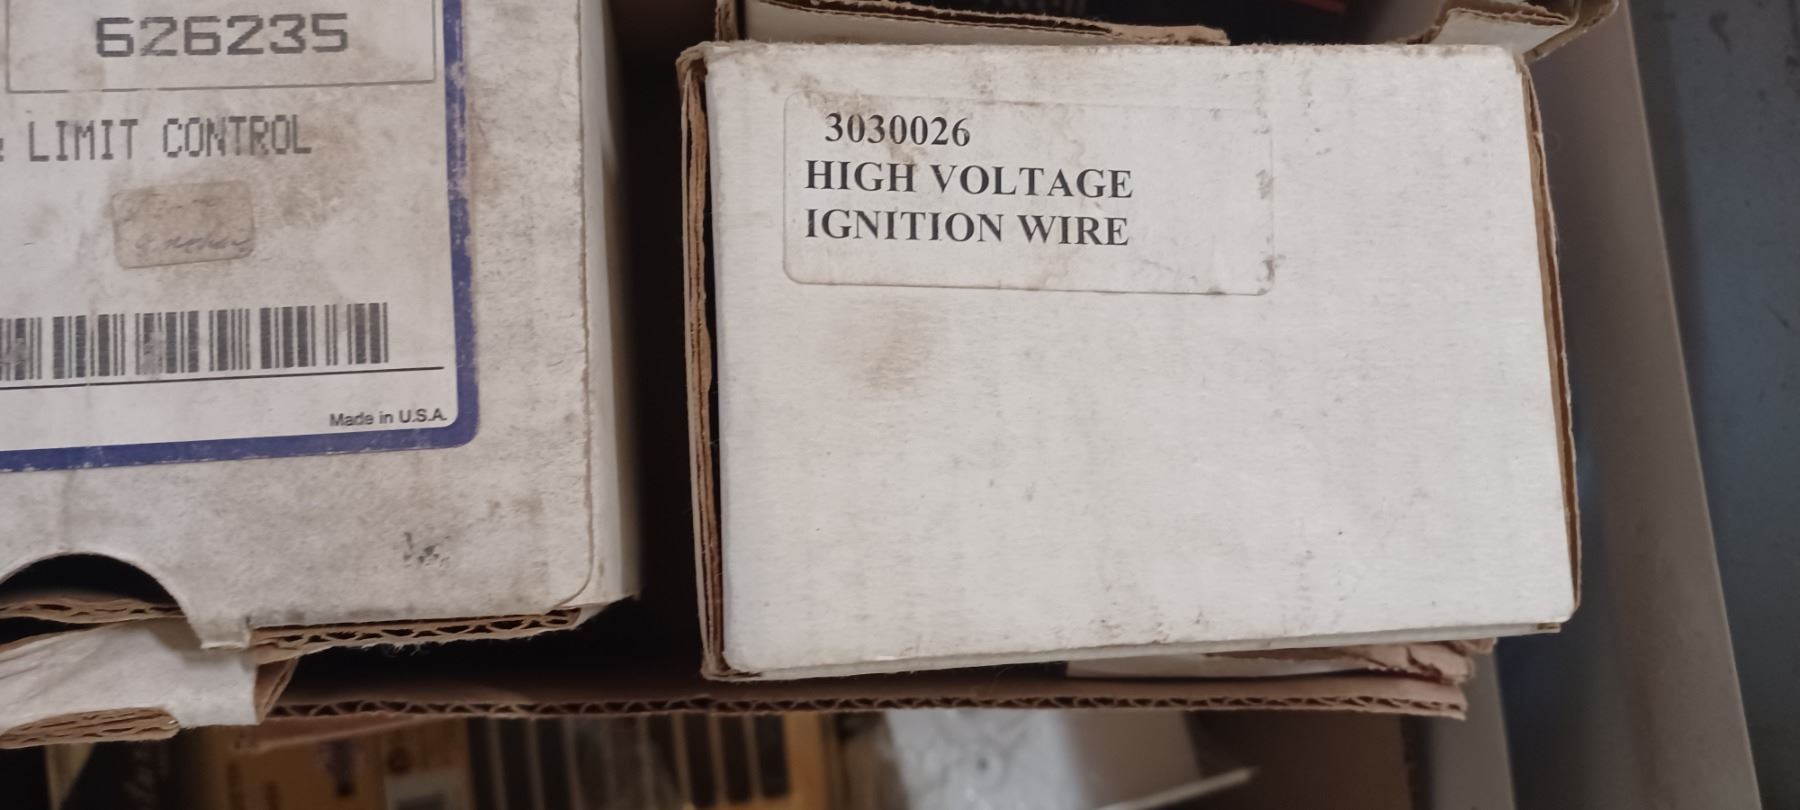 626235
LIMIT CONTROL
Made in U.S.A.
3030026
HIGH VOLTAGE
IGNITION WIRE